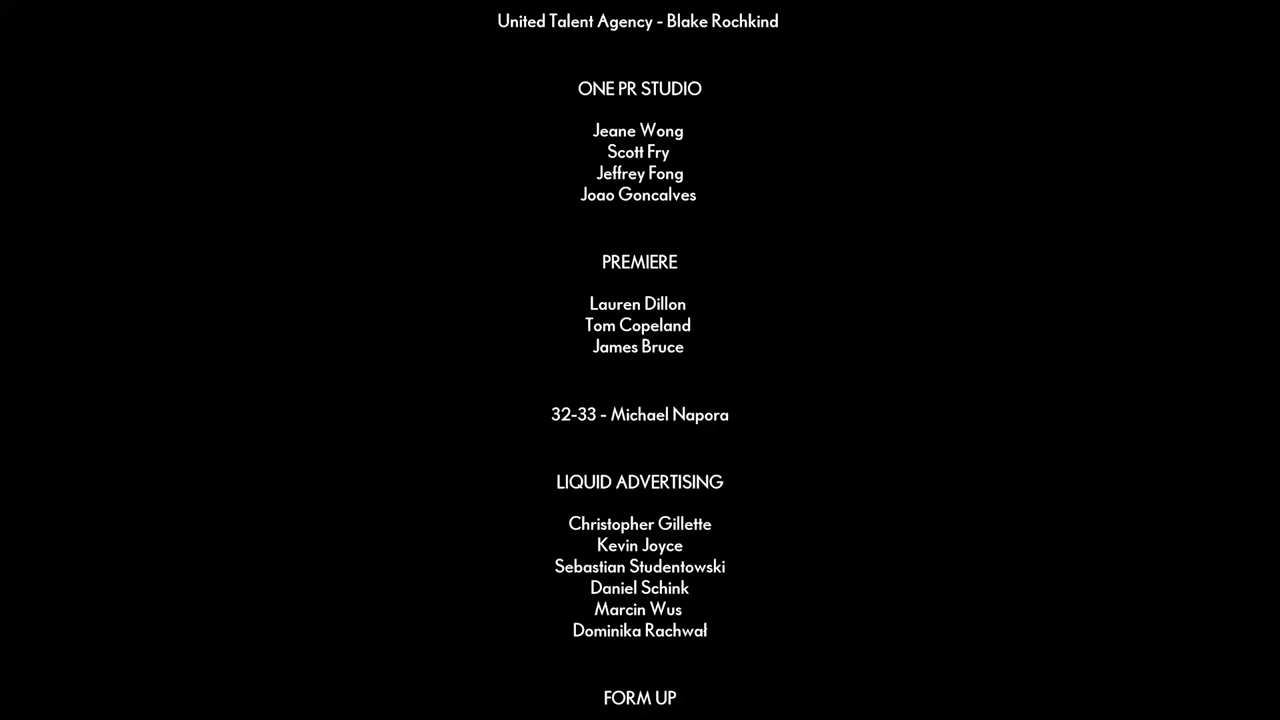 United Talent Agency - Blake Rochkind
ONE PR STUDIO
Jeane Wong
Scott Fry
Jeffrey Fong
Joao Goncalves
PREMIERE
Lauren Dillon
Tom Copeland
James Bruce
32-33 - Michael Napora
LIQUID ADVERTISING
Christopher Gillette
Kevin Joyce
Sebastian Studentowski
Daniel Schink
Marcin Wus
Dominika Rachwał
FORM UP